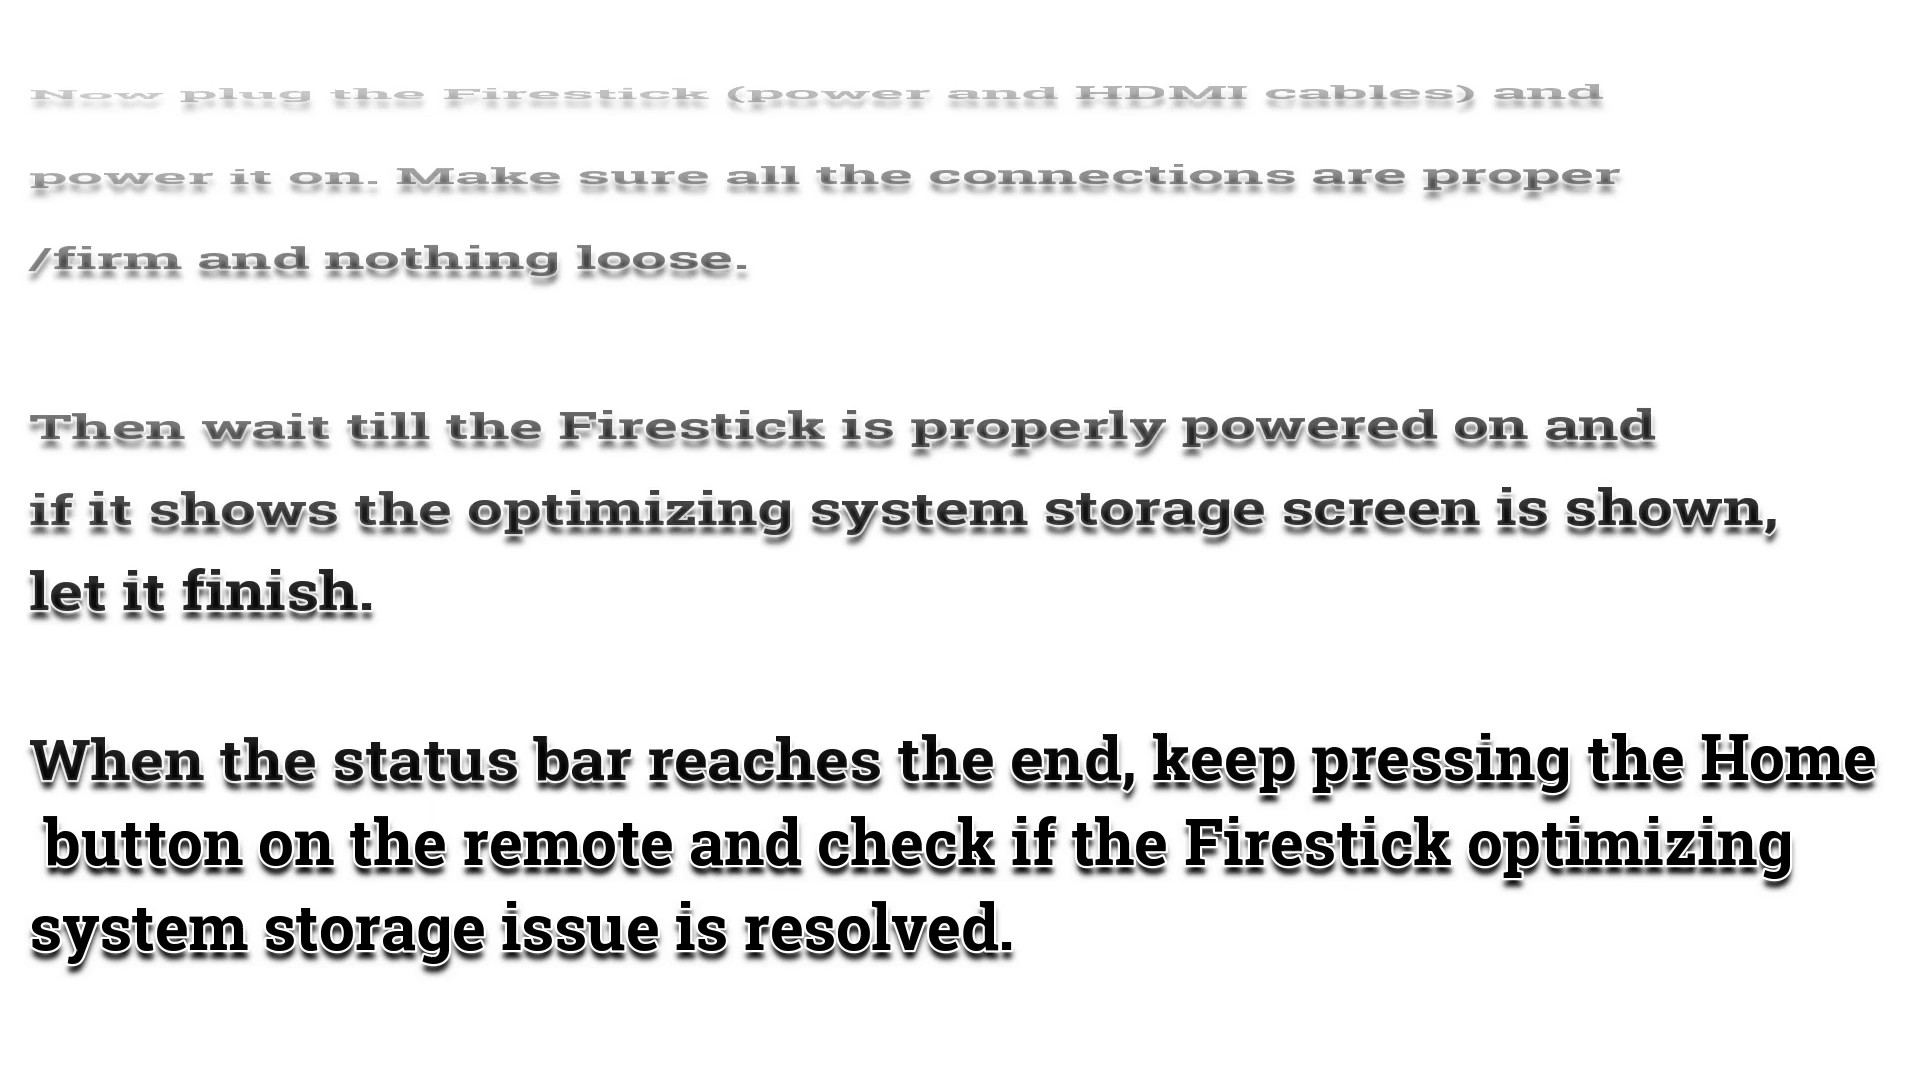 Now plug the Firestick (power and HDMI cables) and
power it on. Make sure all the connections are proper
/firm and nothing loose.
Then wait till the Firestick is properly powered on and
if it shows the optimizing system storage screen is shown,
let it finish.
When the status bar reaches the end, keep pressing the Home
button on the remote and check if the Firestick optimizing
system storage issue is resolved.